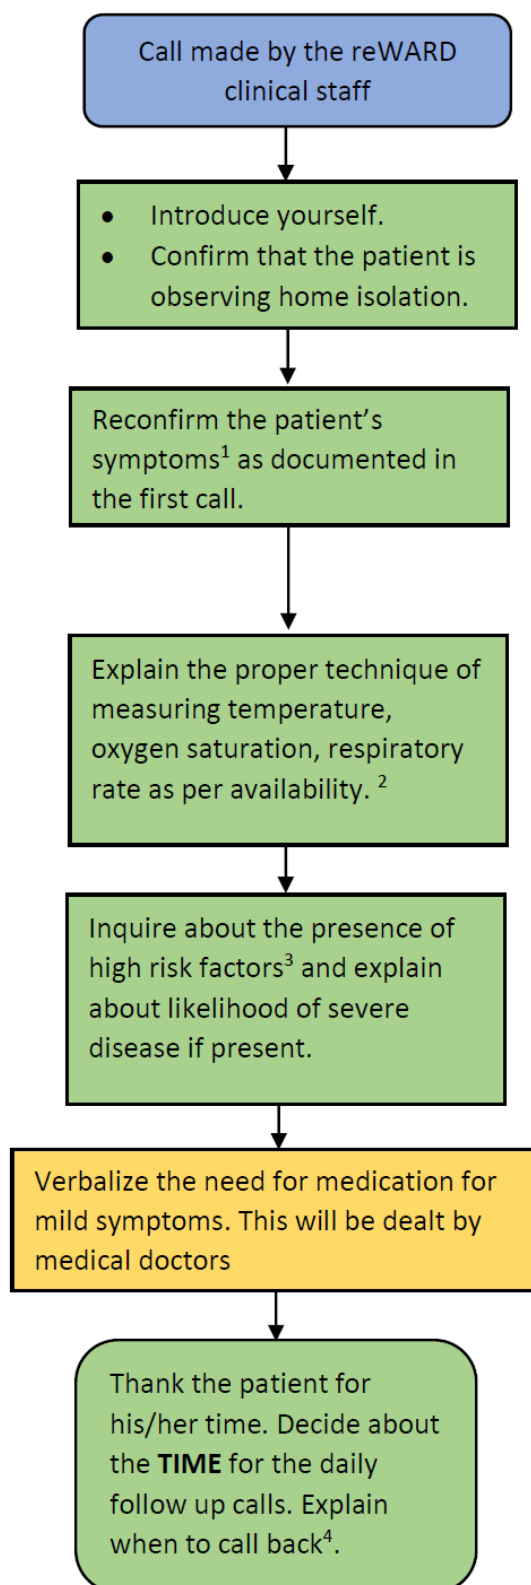 Call made by the reWARD
clinical staff
• Introduce yourself.
• Confirm that the patient is
observing home isolation.
Reconfirm the patient’s
symptoms¹ as documented in
the first call.
Explain the proper technique of
measuring temperature,
oxygen saturation, respiratory
rate as per availability. ²
Inquire about the presence of
high risk factors³ and explain
about likelihood of severe
disease if present.
Verbalize the need for medication for
mild symptoms. This will be dealt by
medical doctors
Thank the patient for
his/her time. Decide about
the TIME for the daily
follow up calls. Explain
when to call back⁴.